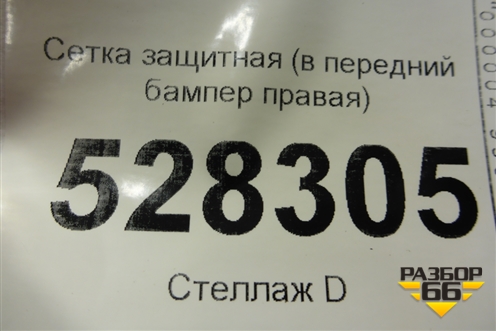 Сетка защитная (в передний
бампер правая)
528305
Стеллаж D
РАЗБОР
66